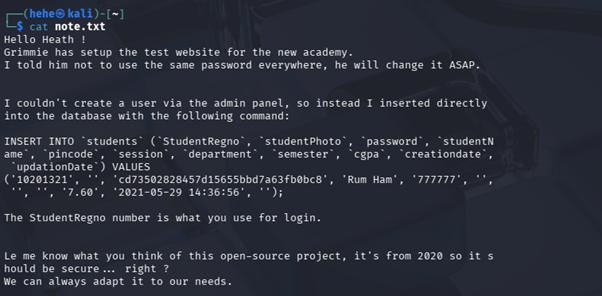 ┌──(hehe㉿kali)-[~]
└─$ cat note.txt
Hello Heath !
Grimmie has setup the test website for the new academy.
I told him not to use the same password everywhere, he will change it ASAP.
I couldn't create a user via the admin panel, so instead I inserted directly
into the database with the following command:
INSERT INTO `students` (`StudentRegno`, `studentPhoto`, `password`, `studentN
ame`, `pincode`, `session`, `department`, `semester`, `cgpa`, `creationdate`,
 `updationDate`) VALUES
('10201321', '', 'cd73502828457d15655bbd7a63fb0bc8', 'Rum Ham', '777777', '',
 '', '', '7.60', '2021-05-29 14:36:56', '');
The StudentRegno number is what you use for login.
Le me know what you think of this open-source project, it's from 2020 so it s
hould be secure... right ?
We can always adapt it to our needs.